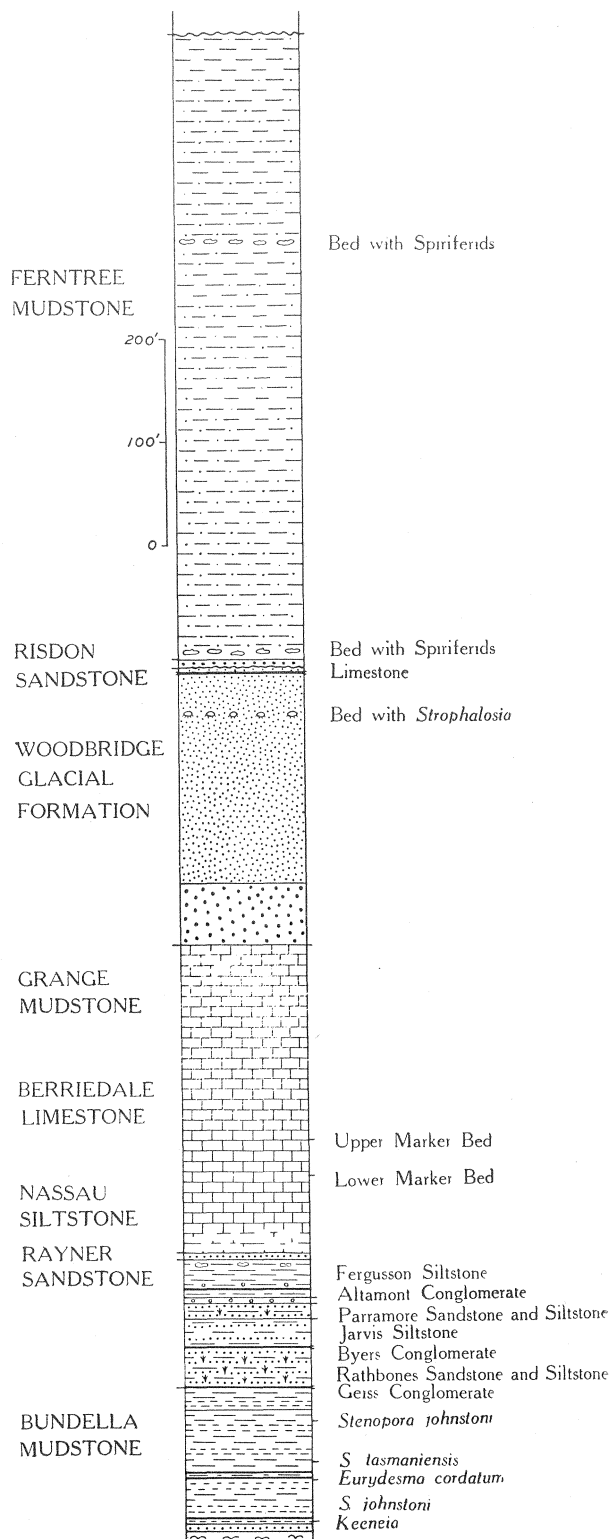 Bed with Spiriferids
FERNTREE
MUDSTONE
200'
100'
0
RISDON
SANDSTONE
Bed with Spiriferids
Limestone
Bed with Strophalosia
WOODBRIDGE
GLACIAL
FORMATION
GRANGE
MUDSTONE
BERRIEDALE
LIMESTONE
Upper Marker Bed
Lower Marker Bed
NASSAU
SILTSTONE
RAYNER
SANDSTONE
Fergusson Siltstone
Altamont Conglomerate
Parramore Sandstone and Siltstone
Jarvis Siltstone
Byers Conglomerate
Rathbones Sandstone and Siltstone
Geiss Conglomerate
BUNDELLA
MUDSTONE
Stenopora johnstoni
S tasmaniensis
Eurydesma cordatum
S johnstoni
Keeneia